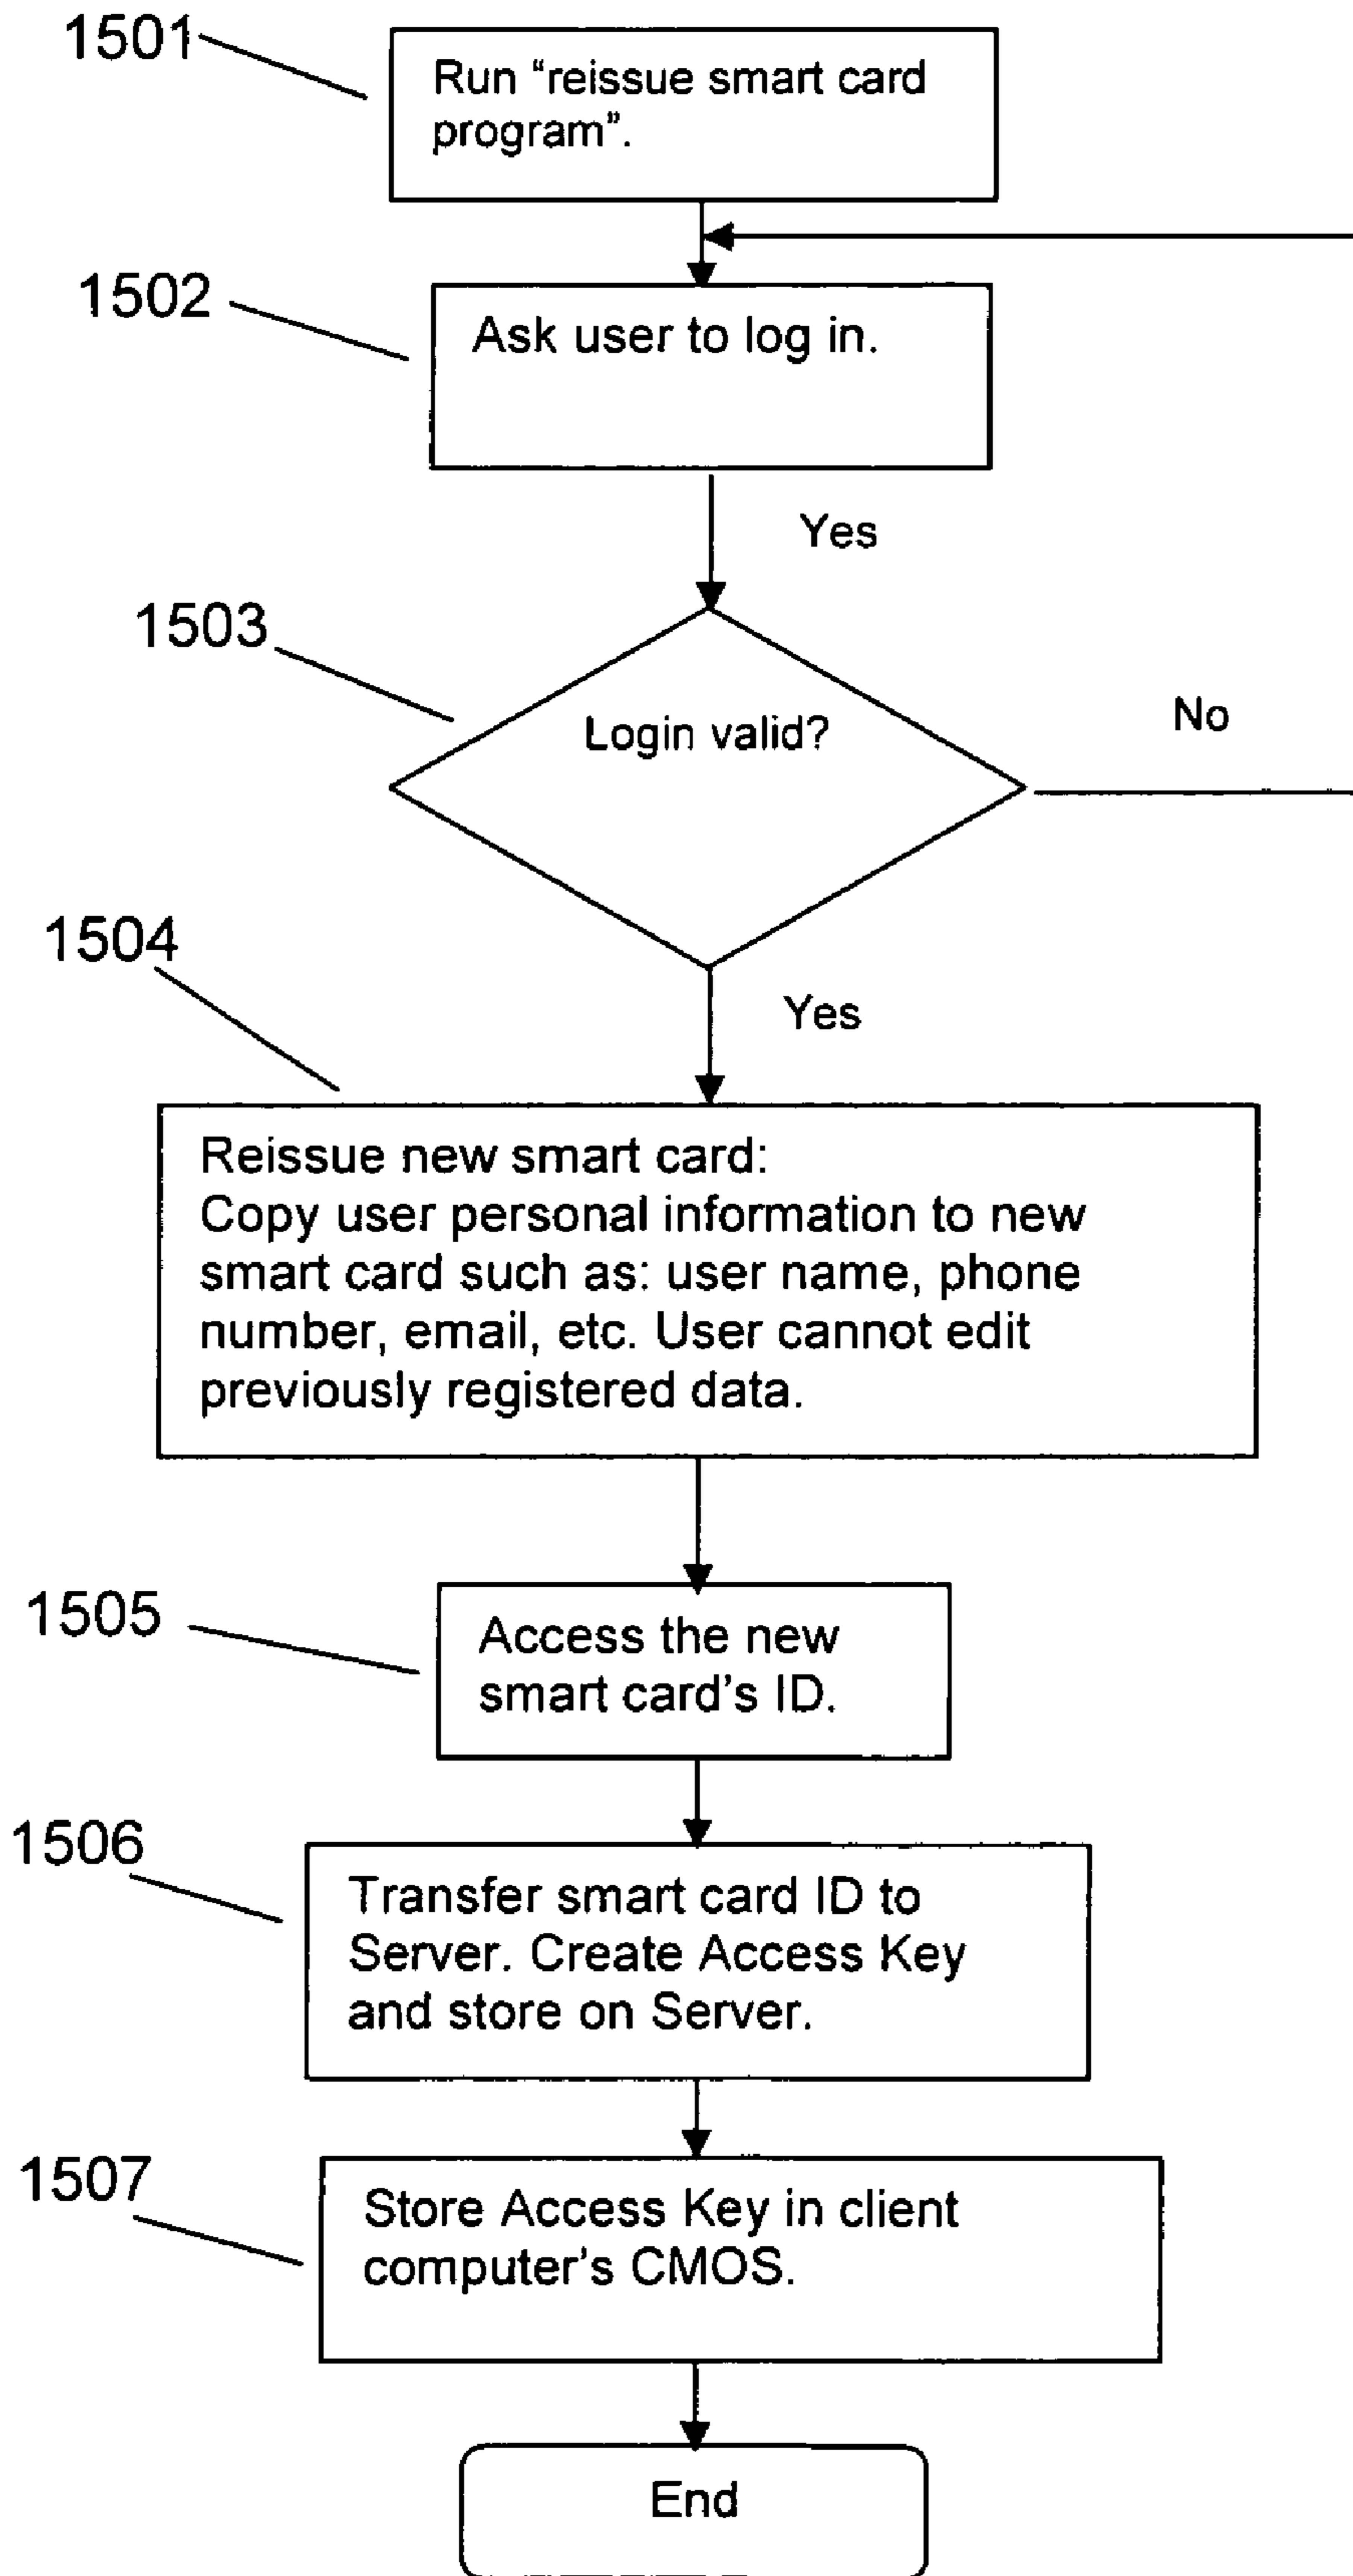 1501
Run “reissue smart card
program”.
1502
Ask user to log in.
Yes
1503
Login valid?
No
1504
Yes
Reissue new smart card:
Copy user personal information to new
smart card such as: user name, phone
number, email, etc. User cannot edit
previously registered data.
1505
Access the new
smart card’s ID.
1506
Transfer smart card ID to
Server. Create Access Key
and store on Server.
1507
Store Access Key in client
computer’s CMOS.
End